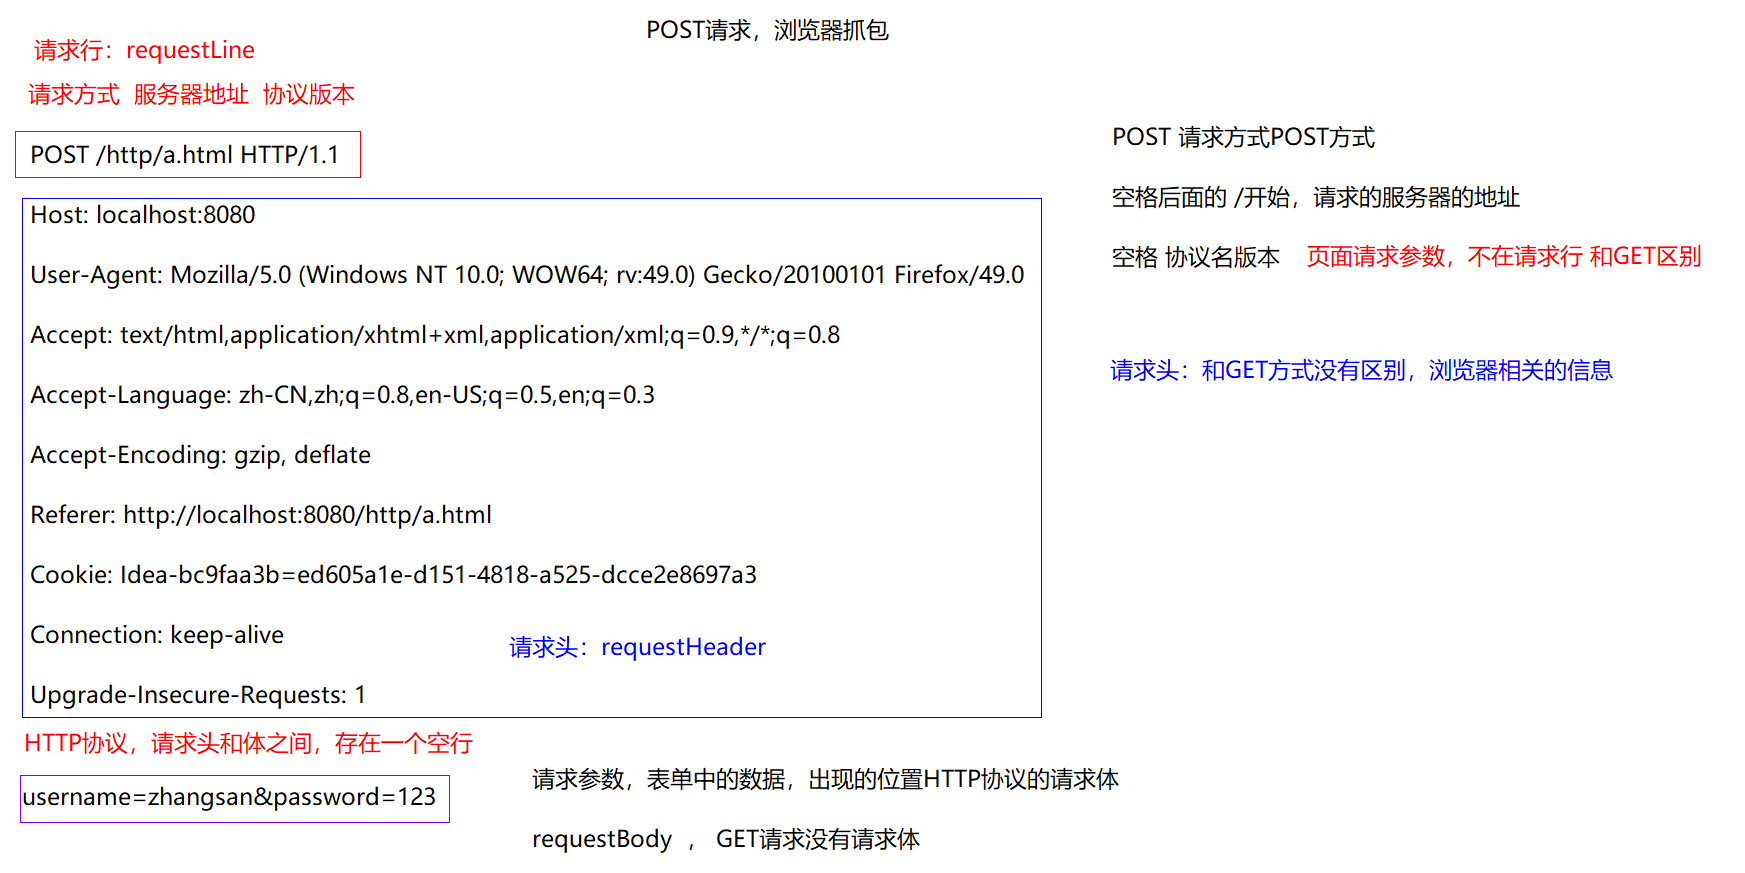 POST请求，浏览器抓包
请求行：requestLine
请求方式 服务器地址 协议版本
POST /http/a.html HTTP/1.1
Host: localhost:8080
User-Agent: Mozilla/5.0 (Windows NT 10.0; WOW64; rv:49.0) Gecko/20100101 Firefox/49.0
Accept: text/html,application/xhtml+xml,application/xml;q=0.9,*/*;q=0.8
Accept-Language: zh-CN,zh;q=0.8,en-US;q=0.5,en;q=0.3
Accept-Encoding: gzip, deflate
Referer: http://localhost:8080/http/a.html
Cookie: Idea-bc9faa3b=ed605a1e-d151-4818-a525-dcce2e8697a3
Connection: keep-alive
请求头：requestHeader
Upgrade-Insecure-Requests: 1
POST 请求方式POST方式
空格后面的 /开始，请求的服务器的地址
空格 协议名版本 页面请求参数，不在请求行 和GET区别
请求头：和GET方式没有区别，浏览器相关的信息
HTTP协议，请求头和体之间，存在一个空行
username=zhangsan&password=123
请求参数，表单中的数据，出现的位置HTTP协议的请求体
requestBody ， GET请求没有请求体